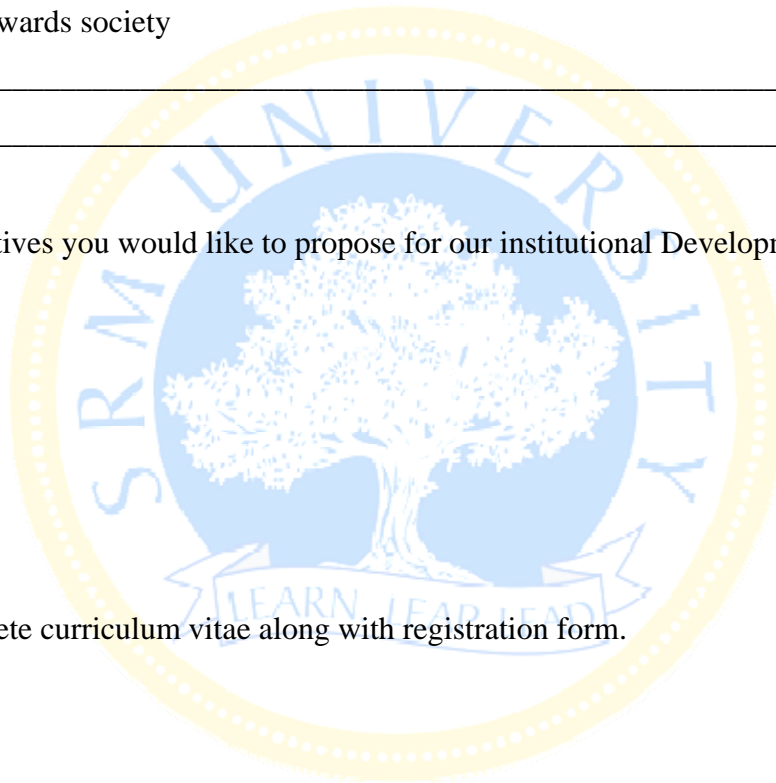 wards society
tives you would like to propose for our institutional Develop
SRM UNIVERSITY
LEARN LEAP LEAD
ete curriculum vitae along with registration form.